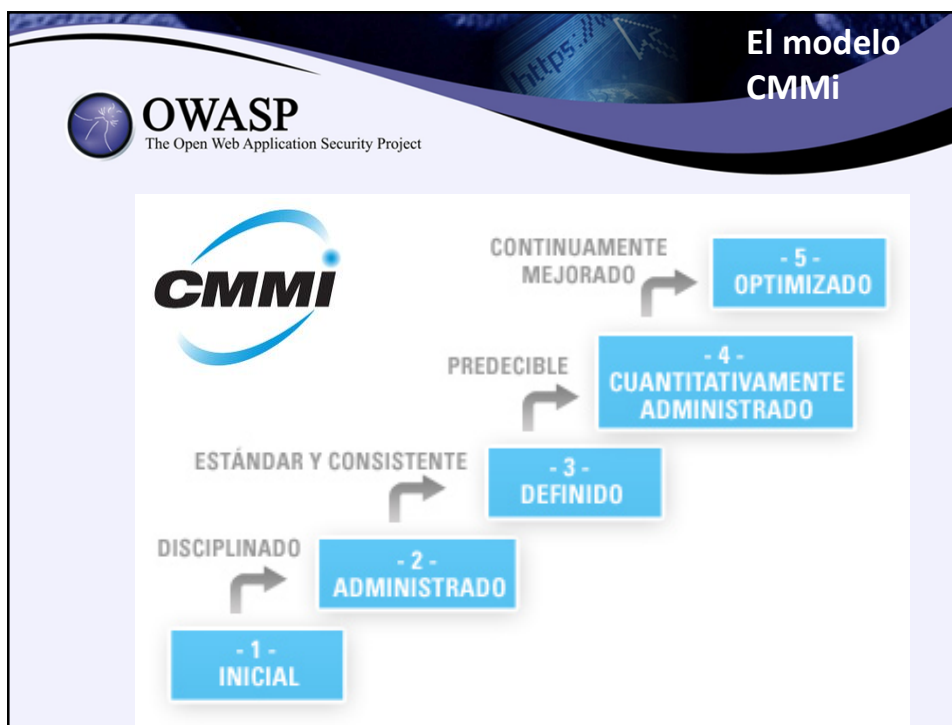 https://w
El modelo
CMMi
OWASP
The Open Web Application Security Project
CMMi
CONTINUAMENTE
MEJORADO
- 5 -
OPTIMIZADO
PREDECIBLE
- 4 -
CUANTITATIVAMENTE
ADMINISTRADO
ESTÁNDAR Y CONSISTENTE
- 3 -
DEFINIDO
DISCIPLINADO
- 2 -
ADMINISTRADO
- 1 -
INICIAL